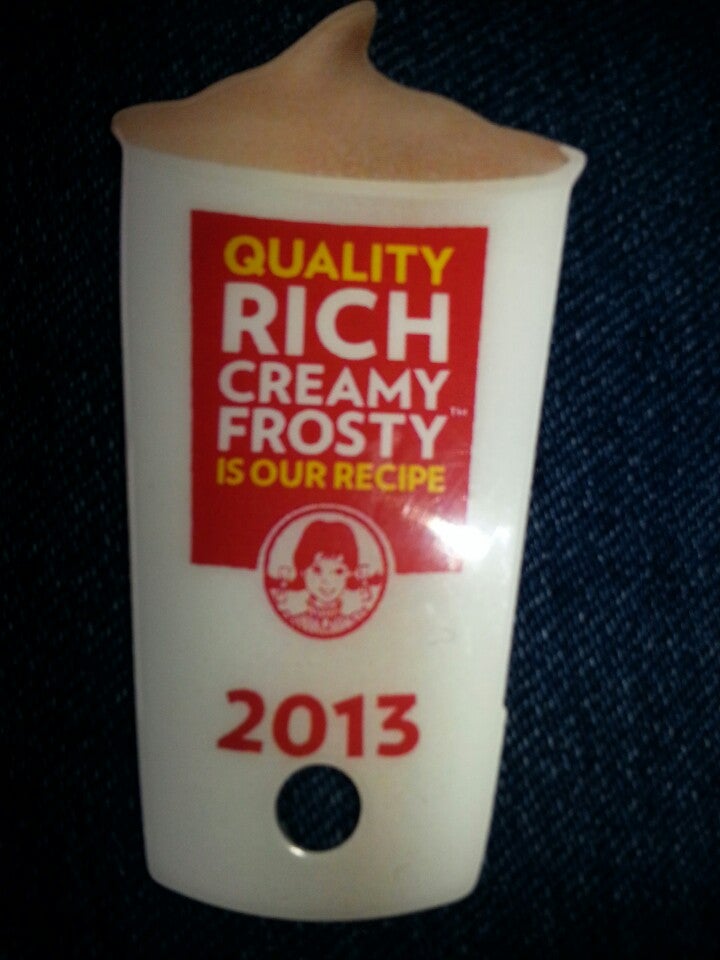 QUALITY
RICH
CREAMY
FROSTY™
IS OUR RECIPE
2013